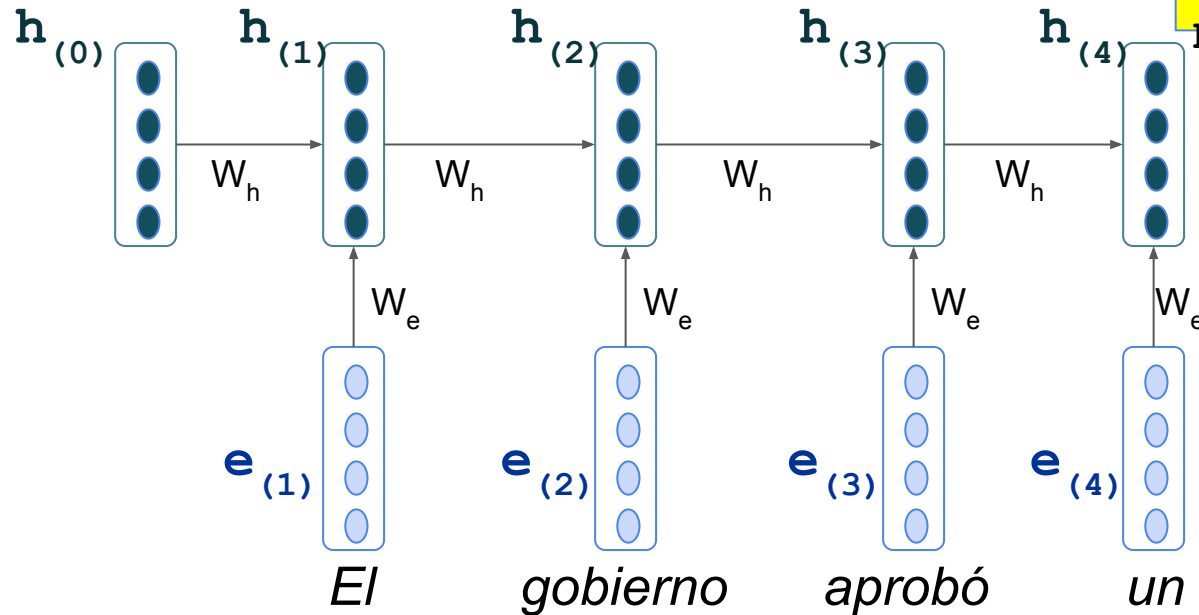 h(0) h(1) h(2) h(3) h(4)
Wh Wh Wh Wh
We We We We
e(1) e(2) e(3) e(4)
El gobierno aprobó un